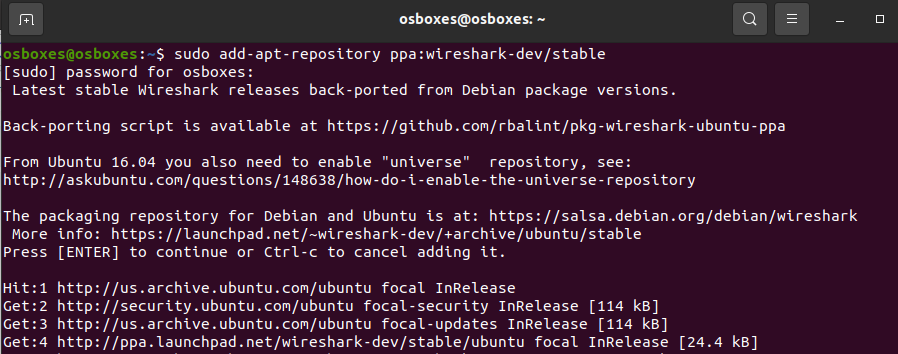 osboxes@osboxes: ~
osboxes@osboxes:~$ sudo add-apt-repository ppa:wireshark-dev/stable
[sudo] password for osboxes:
 Latest stable Wireshark releases back-ported from Debian package versions.
Back-porting script is available at https://github.com/rbalint/pkg-wireshark-ubuntu-ppa
From Ubuntu 16.04 you also need to enable "universe"  repository, see:
http://askubuntu.com/questions/148638/how-do-i-enable-the-universe-repository
The packaging repository for Debian and Ubuntu is at: https://salsa.debian.org/debian/wireshark
 More info: https://launchpad.net/~wireshark-dev/+archive/ubuntu/stable
Press [ENTER] to continue or Ctrl-c to cancel adding it.
Hit:1 http://us.archive.ubuntu.com/ubuntu focal InRelease
Get:2 http://security.ubuntu.com/ubuntu focal-security InRelease [114 kB]
Get:3 http://us.archive.ubuntu.com/ubuntu focal-updates InRelease [114 kB]
Get:4 http://ppa.launchpad.net/wireshark-dev/stable/ubuntu focal InRelease [24.4 kB]